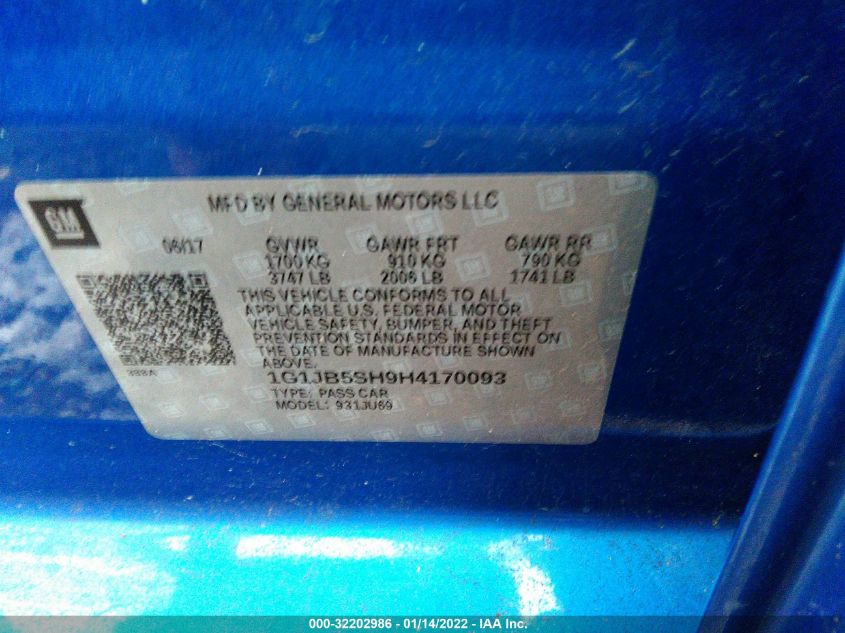 GM
MFD BY GENERAL MOTORS LLC
06/17 GVWR GAWR FRT GAWR RR
1700 KG 910 KG 790 KG
3747 LB 2006 LB 1741 LB
THIS VEHICLE CONFORMS TO ALL
APPLICABLE U.S. FEDERAL MOTOR
VEHICLE SAFETY, BUMPER, AND THEFT
PREVENTION STANDARDS IN EFFECT ON
THE DATE OF MANUFACTURE SHOWN
ABOVE.
388A
1G1JB5SH9H4170093
TYPE: PASS CAR
MODEL: 931JU69
000-32202986 - 01/14/2022 - IAA Inc.